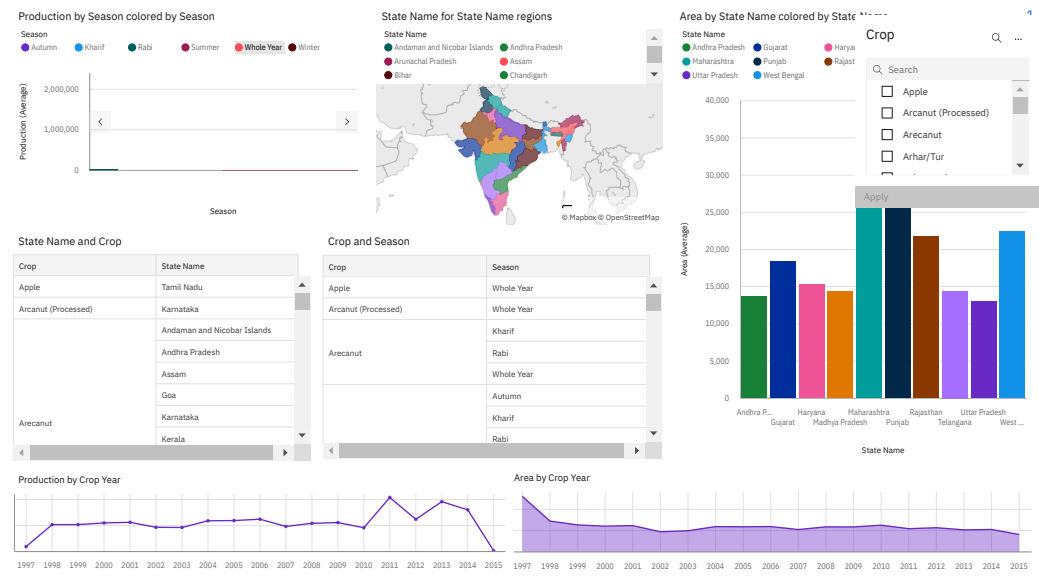 Production by Season colored by Season
Season
Autumn Kharif Rabi Summer Whole Year Winter
Production (Average)
2,000,000
1,000,000
0
Season
State Name for State Name regions
State Name
Andaman and Nicobar Islands Andhra Pradesh
Arunachal Pradesh Assam
Bihar Chandigarh
© Mapbox © OpenStreetMap
Area by State Name colored by State Name
State Name
Andhra Pradesh Gujarat Haryan
Maharashtra Punjab Rajast
Uttar Pradesh West Bengal
Area (Average)
40,000
35,000
30,000
25,000
20,000
15,000
10,000
5,000
0
Andhra P... Haryana Maharashtra Rajasthan Uttar Pradesh
Gujarat Madhya Pradesh Punjab Telangana West ...
State Name
Crop
...
Search
Apple
Arcanut (Processed)
Arecanut
Arhar/Tur
Apply
State Name and Crop
Crop State Name
Apple Tamil Nadu
Arcanut (Processed) Karnataka
Andaman and Nicobar Islands
Andhra Pradesh
Assam
Goa
Arecanut Karnataka
Kerala
Crop and Season
Crop Season
Apple Whole Year
Arcanut (Processed) Whole Year
Kharif
Arecanut Rabi
Whole Year
Autumn
Kharif
Rabi
Production by Crop Year
1997 1998 1999 2000 2001 2002 2003 2004 2005 2006 2007 2008 2009 2010 2011 2012 2013 2014 2015
Area by Crop Year
1997 1998 1999 2000 2001 2002 2003 2004 2005 2006 2007 2008 2009 2010 2011 2012 2013 2014 2015